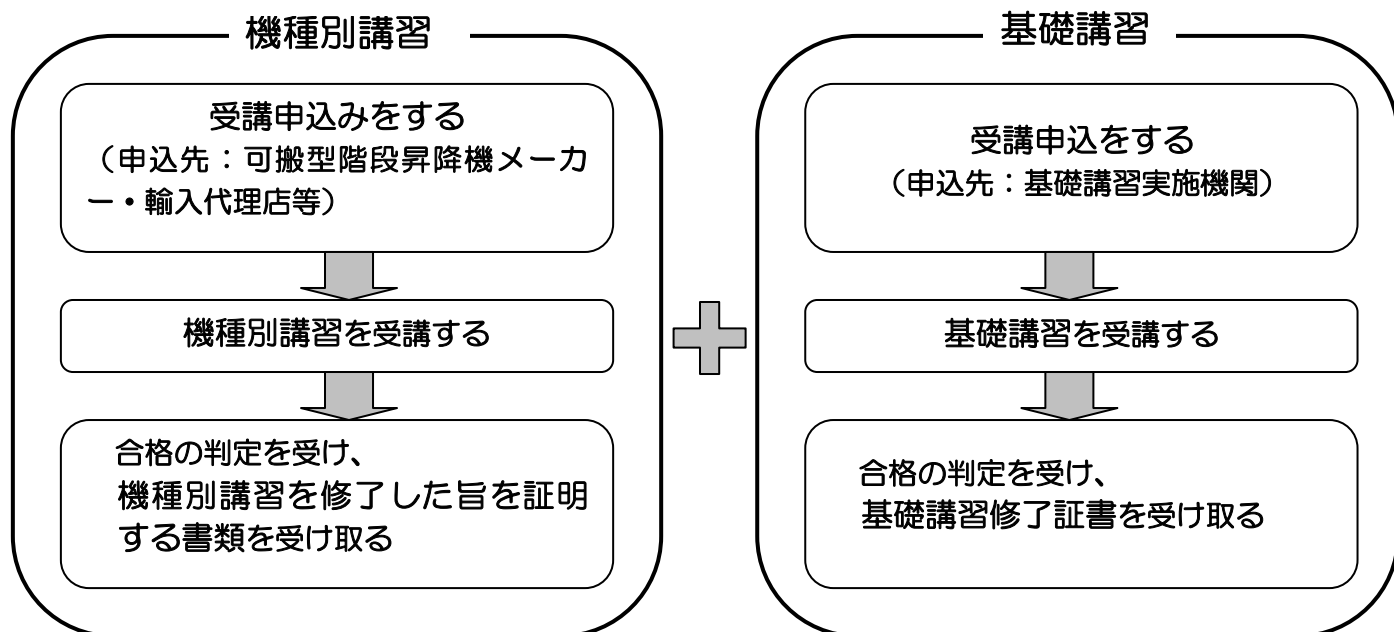 機種別講習
受講申込みをする
（申込先：可搬型階段昇降機メーカ
ー・輸入代理店等）
機種別講習を受講する
合格の判定を受け、
機種別講習を修了した旨を証明
する書類を受け取る
基礎講習
受講申込をする
（申込先：基礎講習実施機関）
基礎講習を受講する
合格の判定を受け、
基礎講習修了証書を受け取る